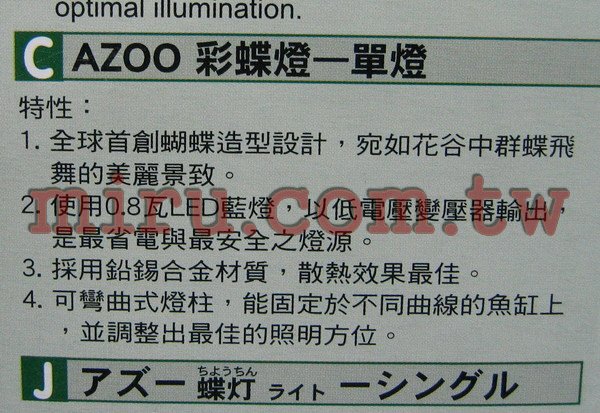 optimal illumination.
C AZOO 彩蝶燈—單燈
特性：
1. 全球首創蝴蝶造型設計，宛如花谷中群蝶飛
舞的美麗景致。
miru.com.tw
2. 使用0.8瓦LED藍燈，以低電壓變壓器輸出，
是最省電與最安全之燈源。
3. 採用鉛錫合金材質，散熱效果最佳。
4. 可彎曲式燈柱，能固定於不同曲線的魚缸上
，並調整出最佳的照明方位。
ちようちん
J アズー 蝶灯 ライト ーシングル